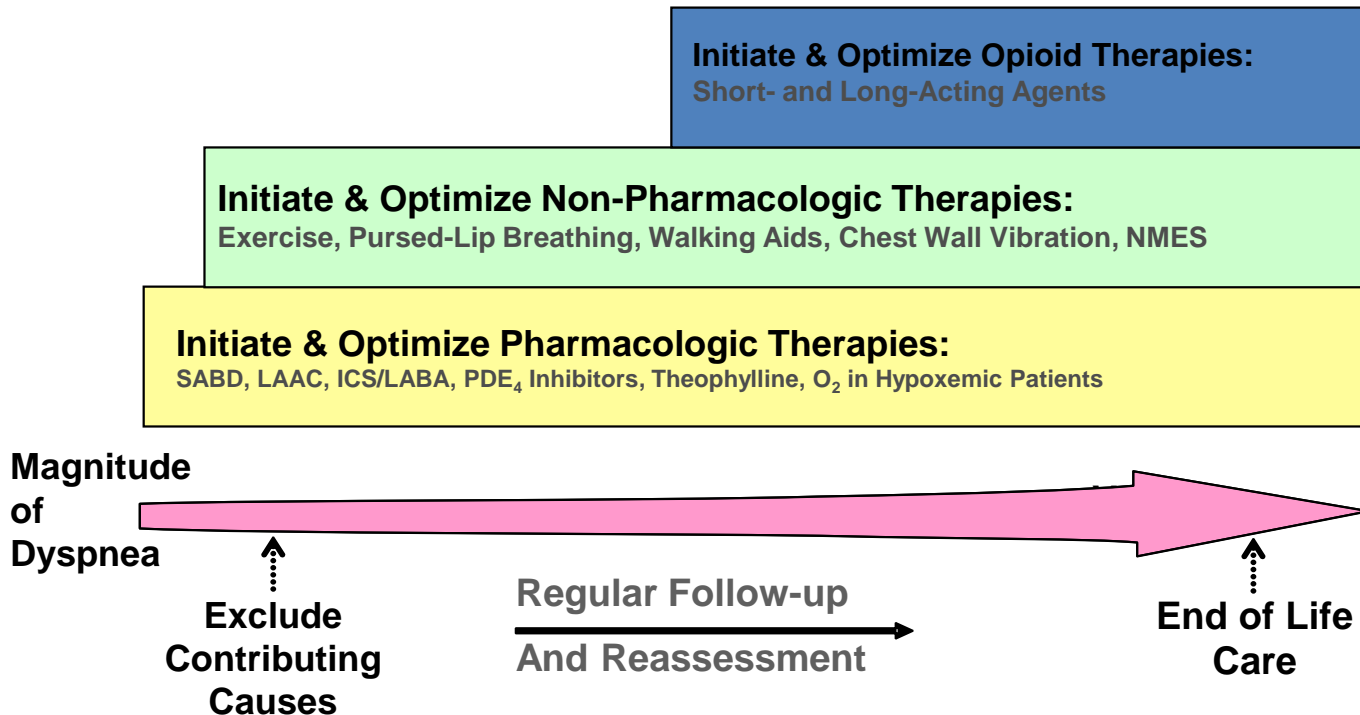 Initiate & Optimize Opioid Therapies:
Short- and Long-Acting Agents
Initiate & Optimize Non-Pharmacologic Therapies:
Exercise, Pursed-Lip Breathing, Walking Aids, Chest Wall Vibration, NMES
Initiate & Optimize Pharmacologic Therapies:
SABD, LAAC, ICS/LABA, PDE₄ Inhibitors, Theophylline, O₂ in Hypoxemic Patients
Magnitude
of
Dyspnea
Exclude
Contributing
Causes
Regular Follow-up
And Reassessment
End of Life
Care